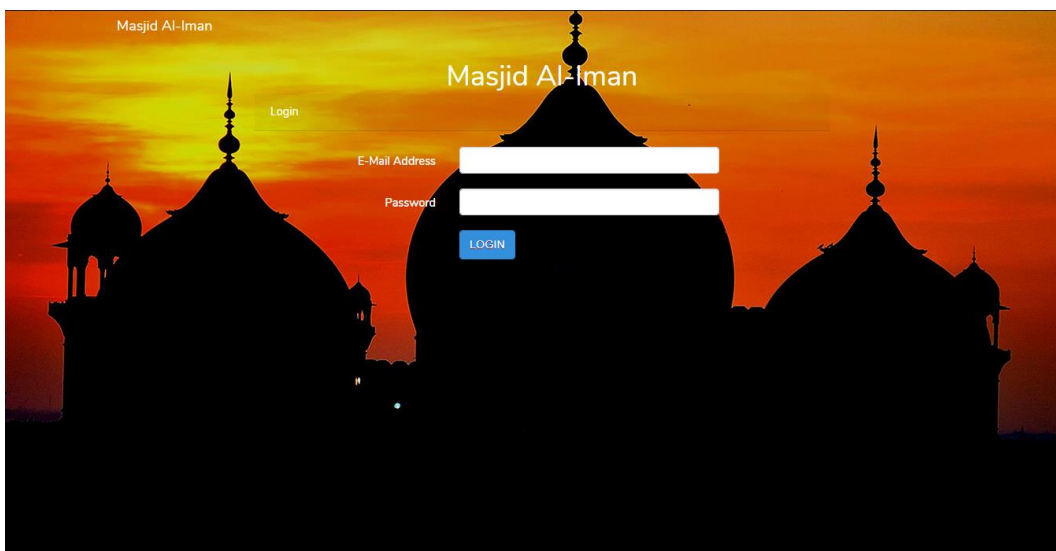 Masjid Al-Iman
Masjid Al-Iman
Login
E-Mail Address
Password
LOGIN